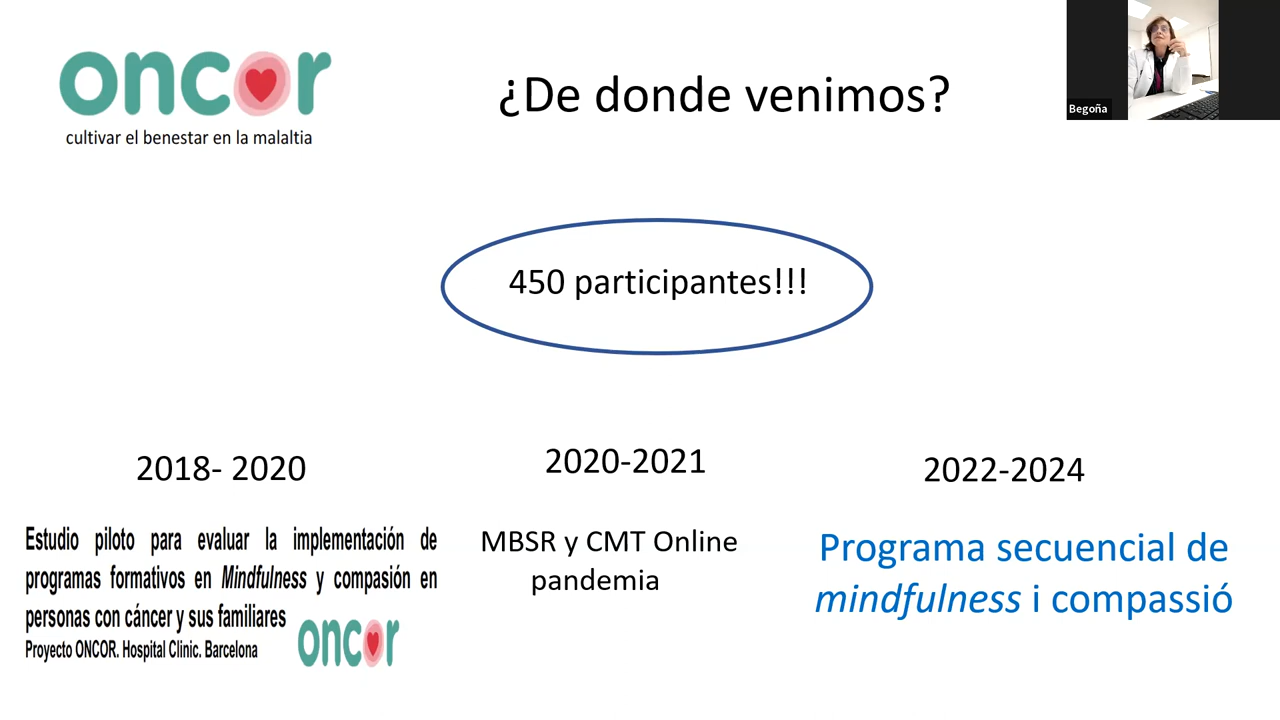 oncor
cultivar el benestar en la malaltia
¿De donde venimos?
Begoña
450 participantes!!!
2018- 2020
Estudio piloto para evaluar la implementación de
programas formativos en Mindfulness y compasión en
personas con cáncer y sus familiares
Proyecto ONCOR. Hospital Clinic. Barcelona
oncor
2020-2021
MBSR y CMT Online
pandemia
2022-2024
Programa secuencial de
mindfulness i compassió